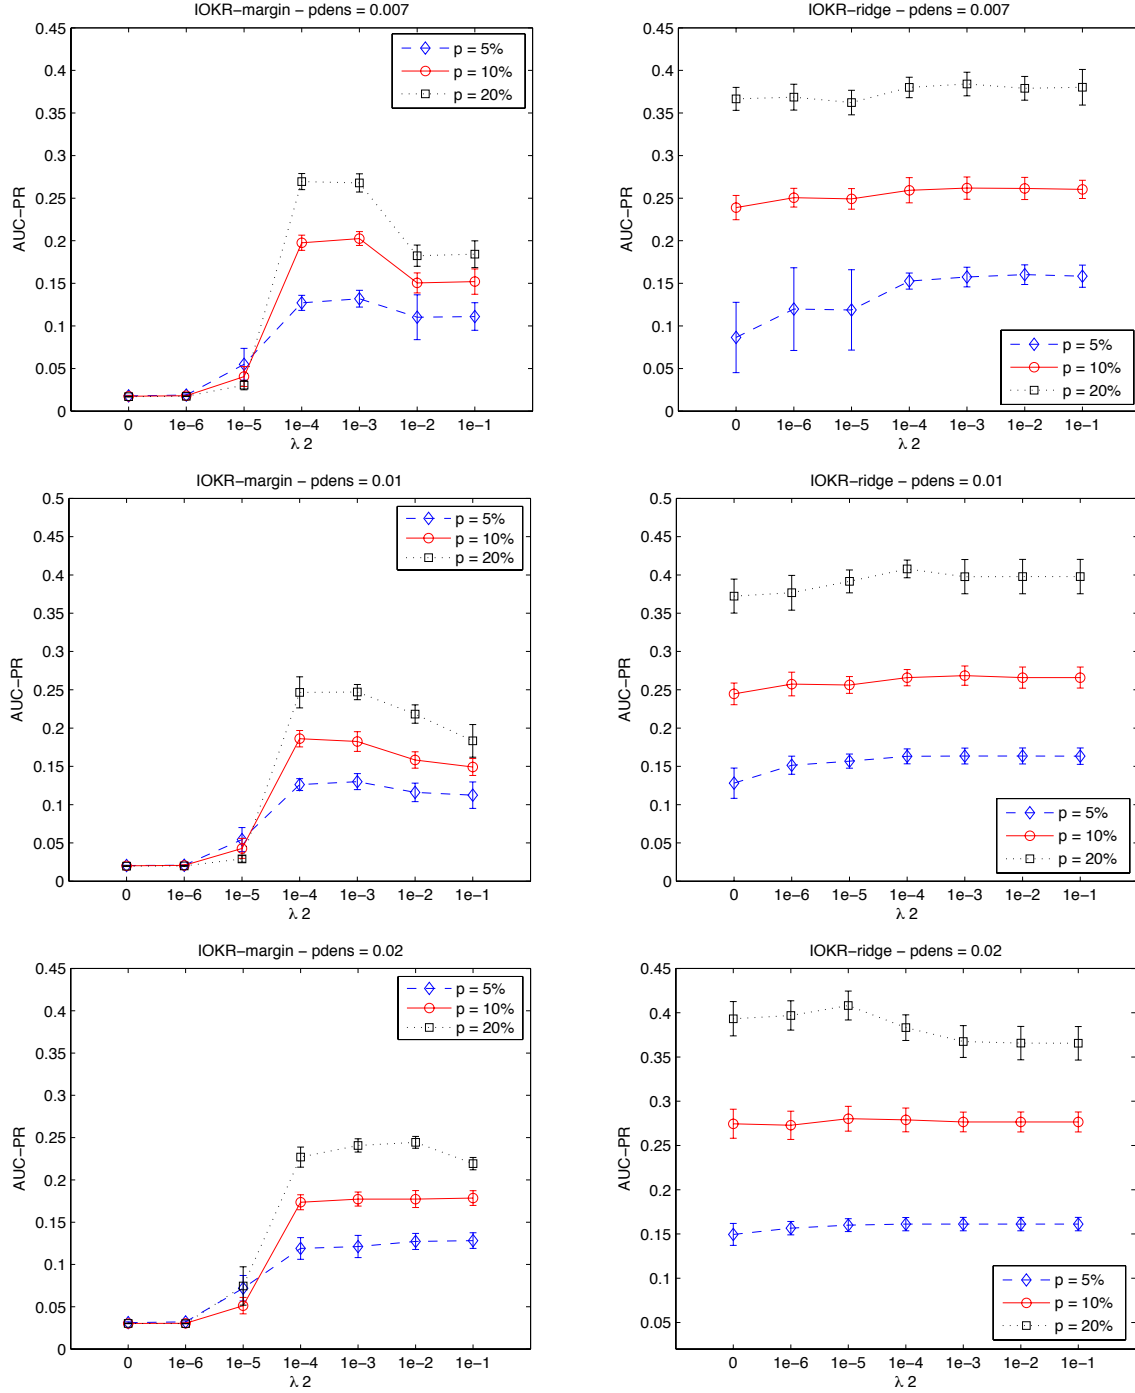 IOKR−margin − pdens = 0.007
0.45
0.4
0.35
0.3
0.25
0.2
0.15
0.1
0.05
0
AUC−PR
p = 5%
p = 10%
p = 20%
0 1e−6 1e−5 1e−4 1e−3 1e−2 1e−1
λ 2
IOKR−ridge − pdens = 0.007
0.45
0.4
0.35
0.3
0.25
0.2
0.15
0.1
0.05
0
AUC−PR
p = 5%
p = 10%
p = 20%
0 1e−6 1e−5 1e−4 1e−3 1e−2 1e−1
λ 2
IOKR−margin − pdens = 0.01
0.5
0.45
0.4
0.35
0.3
0.25
0.2
0.15
0.1
0.05
0
AUC−PR
p = 5%
p = 10%
p = 20%
0 1e−6 1e−5 1e−4 1e−3 1e−2 1e−1
λ 2
IOKR−ridge − pdens = 0.01
0.5
0.45
0.4
0.35
0.3
0.25
0.2
0.15
0.1
0.05
0
AUC−PR
p = 5%
p = 10%
p = 20%
0 1e−6 1e−5 1e−4 1e−3 1e−2 1e−1
λ 2
IOKR−margin − pdens = 0.02
0.45
0.4
0.35
0.3
0.25
0.2
0.15
0.1
0.05
0
AUC−PR
p = 5%
p = 10%
p = 20%
0 1e−6 1e−5 1e−4 1e−3 1e−2 1e−1
λ 2
IOKR−ridge − pdens = 0.02
0.45
0.4
0.35
0.3
0.25
0.2
0.15
0.1
0.05
AUC−PR
p = 5%
p = 10%
p = 20%
0 1e−6 1e−5 1e−4 1e−3 1e−2 1e−1
λ 2